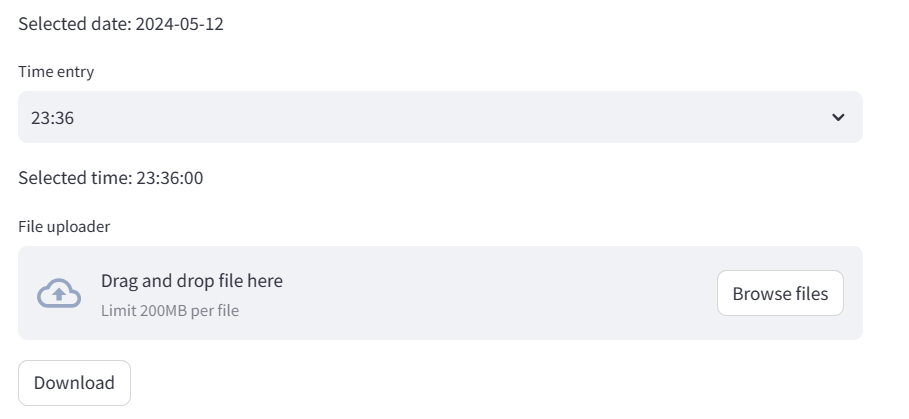 Selected date: 2024-05-12
Time entry
23:36
Selected time: 23:36:00
File uploader
Drag and drop file here
Limit 200MB per file
Browse files
Download